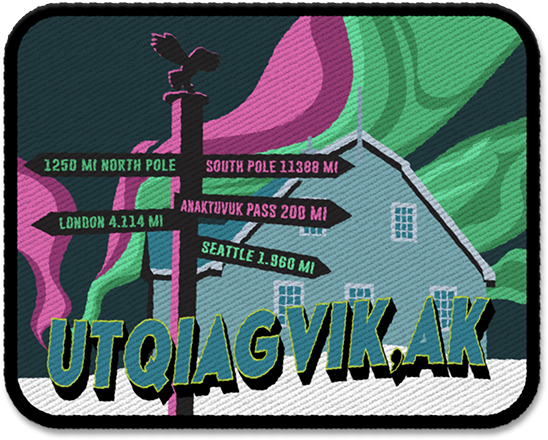 1250 MI NORTH POLE
SOUTH POLE 11388 MI
ANAKTUVUK PASS 200 MI
LONDON 4.114 MI
SEATTLE 1.960 MI
UTQIAGVIK,AK